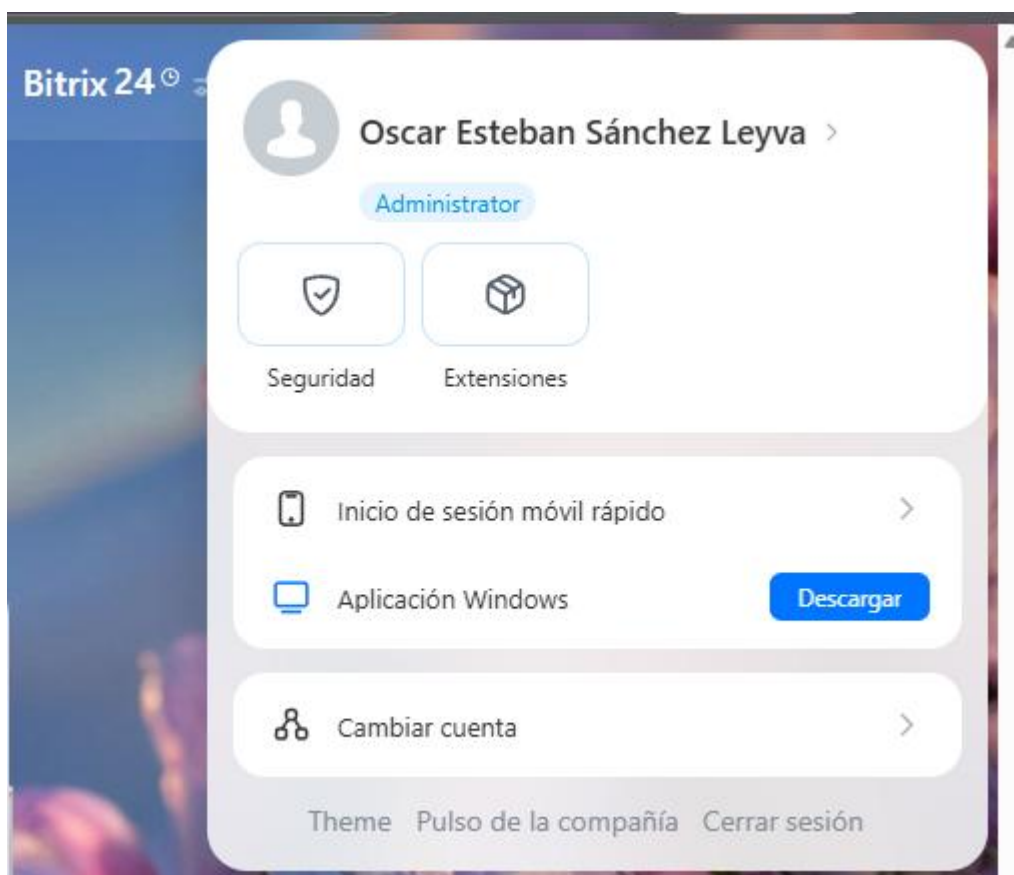 Bitrix 24
Oscar Esteban Sánchez Leyva
Administrator
Seguridad Extensiones
Inicio de sesión móvil rápido
Aplicación Windows Descargar
Cambiar cuenta
Theme Pulso de la compañía Cerrar sesión